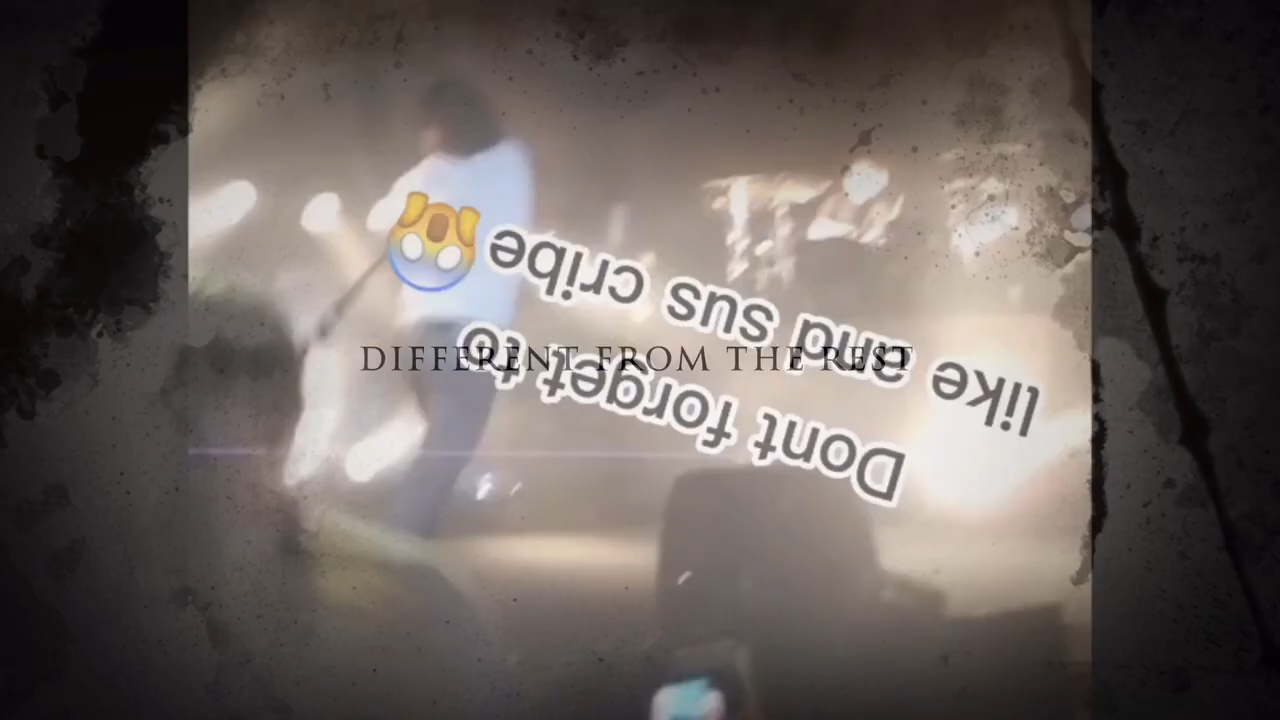 DIFFERENT FROM THE REST
Dont forget to
like and sus cribe 😱